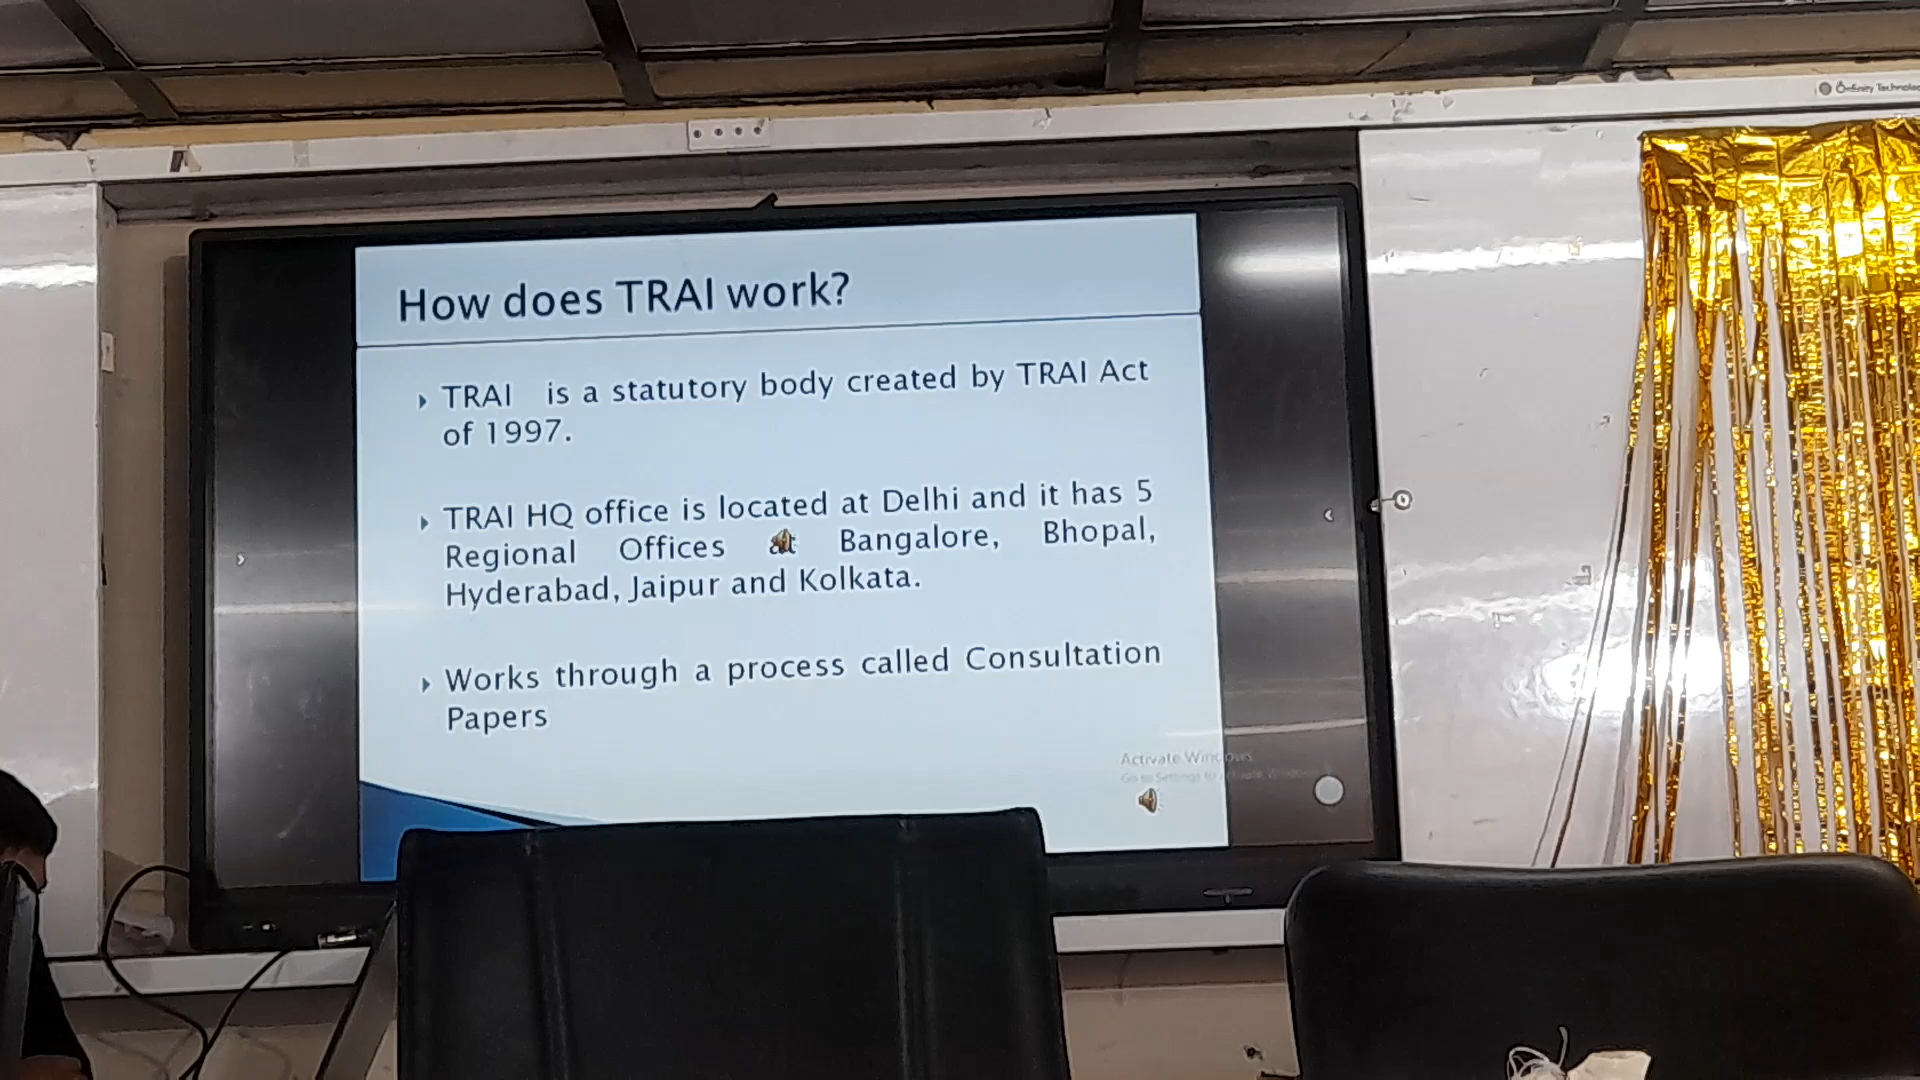 How does TRAI work?
TRAI is a statutory body created by TRAI Act
of 1997.
TRAI HQ office is located at Delhi and it has 5
Regional Offices at Bangalore, Bhopal,
Hyderabad, Jaipur and Kolkata.
Works through a process called Consultation
Papers
Activate Windows